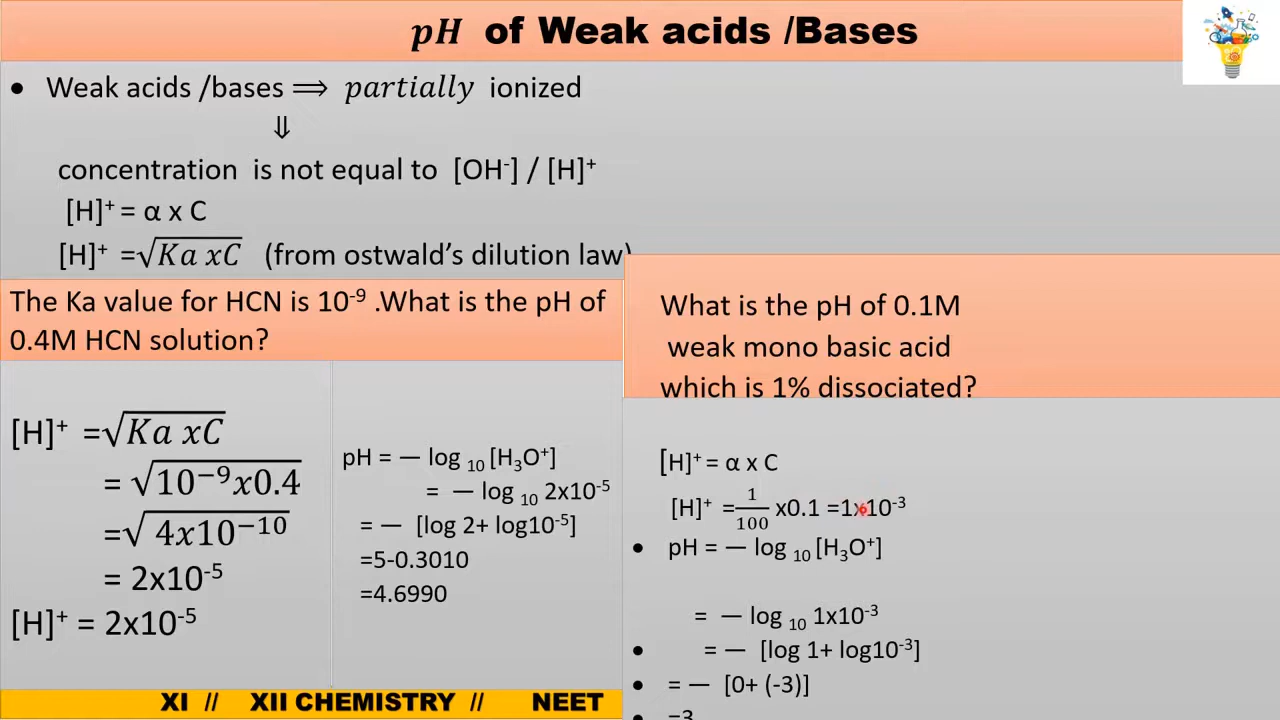 pH of Weak acids /Bases
• Weak acids /bases ⟹ partially ionized
⇓
concentration is not equal to [OH⁻] / [H]⁺
[H]⁺ = α x C
[H]⁺ =√Ka xC (from ostwald’s dilution law)
The Ka value for HCN is 10⁻⁹ .What is the pH of
0.4M HCN solution?
[H]⁺ =√Ka xC
= √10⁻⁹x0.4
=√4x10⁻¹⁰
= 2x10⁻⁵
[H]⁺ = 2x10⁻⁵
pH = — log ₁₀ [H₃O⁺]
= — log ₁₀ 2x10⁻⁵
= — [log 2+ log10⁻⁵]
=5-0.3010
=4.6990
What is the pH of 0.1M
weak mono basic acid
which is 1% dissociated?
[H]⁺ = α x C
[H]⁺ =1/100 x0.1 =1x10⁻³
• pH = — log ₁₀ [H₃O⁺]
= — log ₁₀ 1x10⁻³
• = — [log 1+ log10⁻³]
• = — [0+ (-3)]
• =3
XI // XII CHEMISTRY // NEET